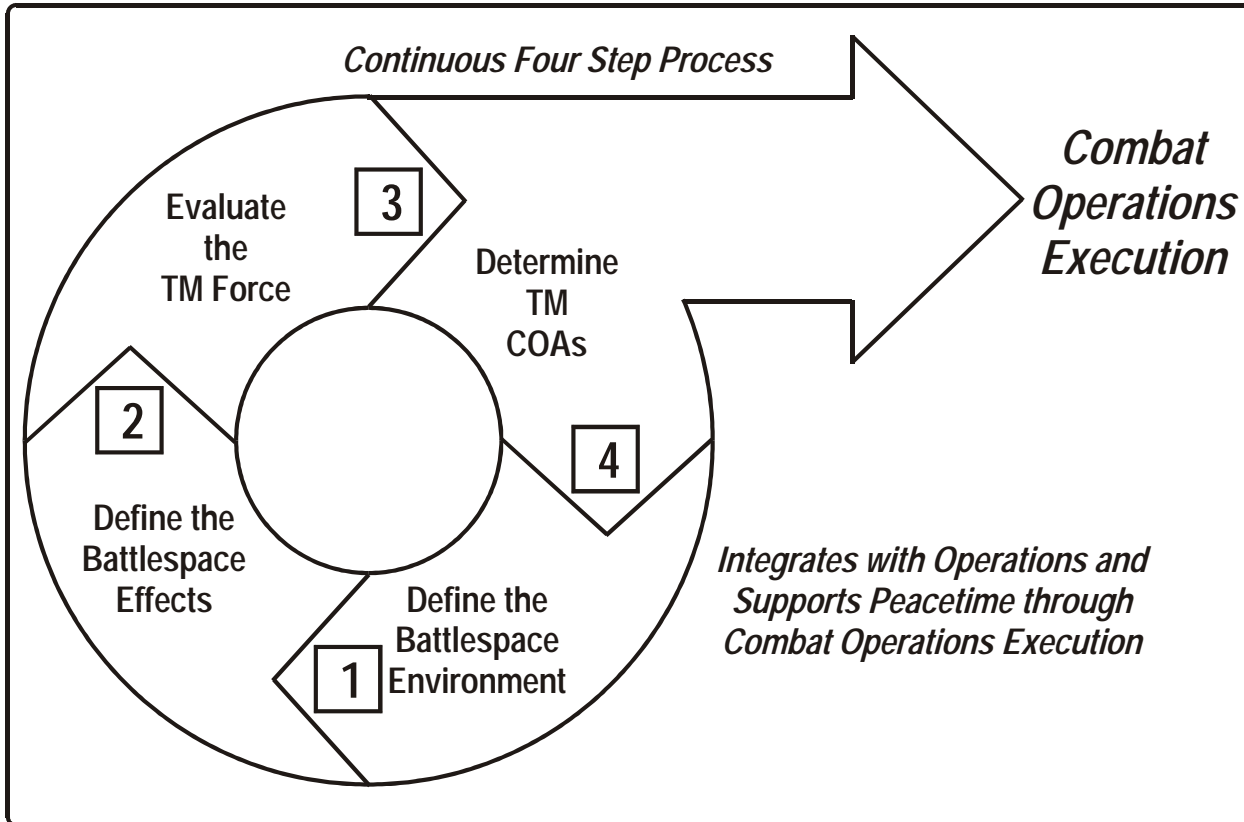 Continuous Four Step Process
Combat
Operations
Execution
3
Evaluate
the
TM Force
Determine
TM
COAs
2
4
Define the
Battlespace
Effects
Integrates with Operations and
Supports Peacetime through
Combat Operations Execution
1
Define the
Battlespace
Environment